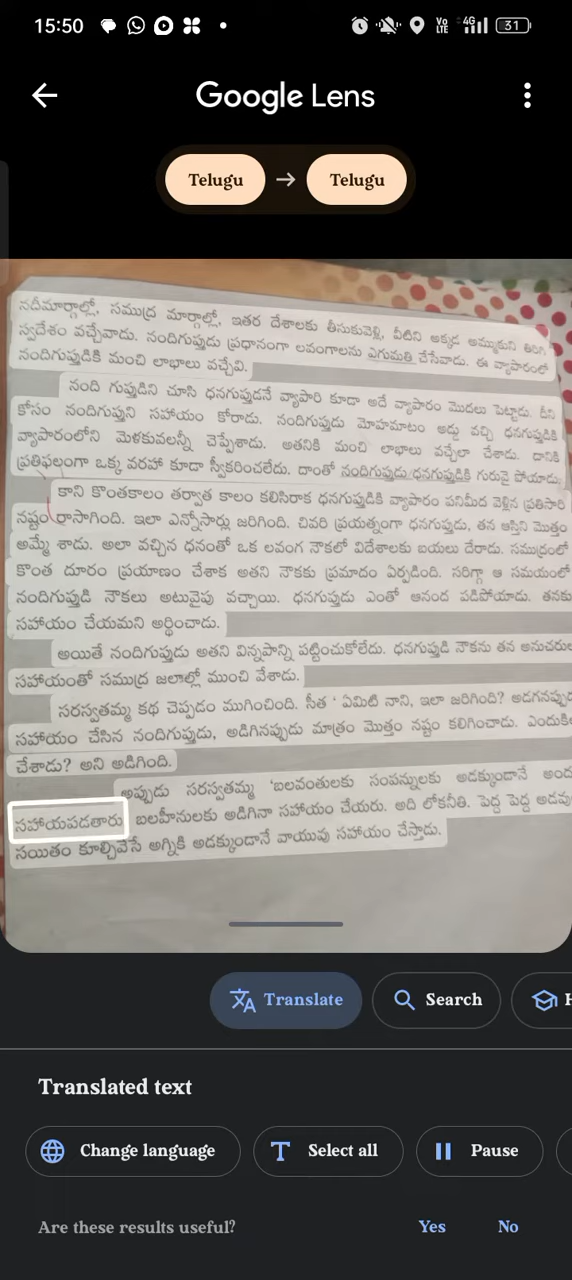 15:50
Vo LTE 4G 31
Google Lens
Telugu → Telugu
నదీమార్గాల్లో, సముద్ర మార్గాల్లో, ఇతర దేశాలకు తీసుకువెళ్లి, వీటిని అక్కడ అమ్ముకుని తిరిగి
స్వదేశం వచ్చేవాడు. నందిగుప్తుడు ప్రధానంగా లవంగాలను ఎగుమతి చేసేవాడు. ఈ వ్యాపారంలో
నందిగుప్తుడికి మంచి లాభాలు వచ్చేవి.
నంది గుప్తుడిని చూసి ధనగుప్తుడనే వ్యాపారి కూడా అదే వ్యాపారం మొదలు పెట్టాడు. దీని
కోసం నందిగుప్తుని సహాయం కోరాడు. నందిగుప్తుడు మోహమాటం అడ్డు వచ్చి ధనగుప్తుడికి
వ్యాపారంలోని మెళకువలన్నీ చెప్పేశాడు. అతనికి మంచి లాభాలు వచ్చేలా చేశాడు. దానికి
ప్రతిఫలంగా ఒక్క వరహా కూడా స్వీకరించలేదు. దాంతో నందిగుప్తుడు ధనగుప్తుడికి గురువై పోయాడు.
కాని కొంతకాలం తర్వాత కాలం కలిసిరాక ధనగుప్తుడికి వ్యాపారం పనిమీద వెళ్లిన ప్రతిసారి
నష్టం రాసాగింది. ఇలా ఎన్నోసార్లు జరిగింది. చివరి ప్రయత్నంగా ధనగుప్తుడు, తన ఆస్తిని మొత్తం
అమ్మే శాడు. అలా వచ్చిన ధనంతో ఒక లవంగ నౌకలో విదేశాలకు బయలు దేరాడు. సముద్రంలో
కొంత దూరం ప్రయాణం చేశాక అతని నౌకకు ప్రమాదం ఏర్పడింది. సరిగ్గా ఆ సమయంలో
నందిగుప్తుడి నౌకలు అటువైపు వచ్చాయి. ధనగుప్తుడు ఎంతో ఆనంద పడిపోయాడు. తనకు
సహాయం చేయమని అర్థించాడు.
అయితే నందిగుప్తుడు అతని విన్నపాన్ని పట్టించుకోలేదు. ధనగుప్తుడి నౌకను తన అనుచరుల
సహాయంతో సముద్ర జలాల్లో ముంచి వేశాడు.
సరస్వతమ్మ కథ చెప్పడం ముగించింది. సీత ' ఏమిటి నాని, ఇలా జరిగింది? అడగనప్పుడు
సహాయం చేసిన నందిగుప్తుడు, అడిగినప్పుడు మాత్రం మొత్తం నష్టం కలిగించాడు. ఎందుకిల
చేశాడు? అని అడిగింది.
అప్పుడు సరస్వతమ్మ 'బలవంతులకు సంపన్నులకు అడక్కుండానే అంద
సహాయపడతారు బలహీనులకు అడిగినా సహాయం చేయరు. అది లోకనీతి. పెద్ద పెద్ద అడవు
సయితం కూల్చివేసే అగ్నికి అడక్కుండానే వాయువు సహాయం చేస్తాడు.
Translate Search H
Translated text
Change language Select all Pause
Are these results useful? Yes No